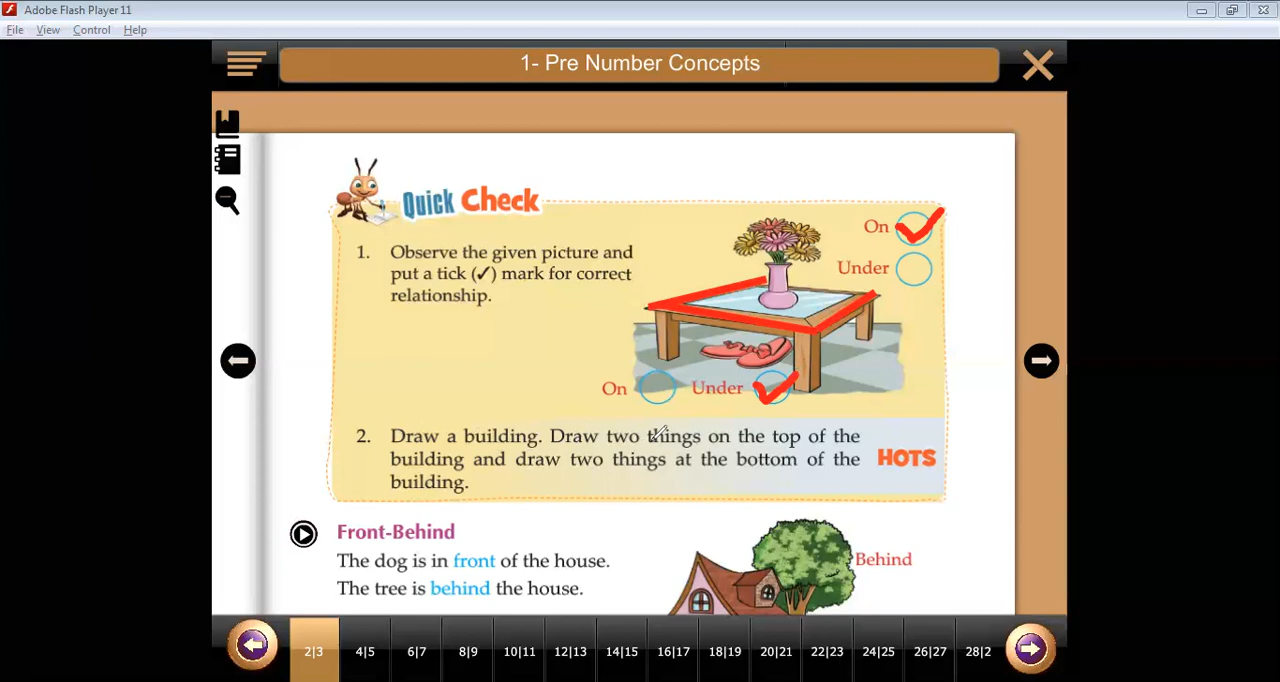 Adobe Flash Player 11
File View Control Help
1- Pre Number Concepts
Quick Check
On
1. Observe the given picture and
put a tick (✓) mark for correct
relationship.
Under
On Under
2. Draw a building. Draw two things on the top of the
building and draw two things at the bottom of the
building.
HOTS
Front-Behind
The dog is in front of the house.
The tree is behind the house.
Behind
2|3 4|5 6|7 8|9 10|11 12|13 14|15 16|17 18|19 20|21 22|23 24|25 26|27 28|2